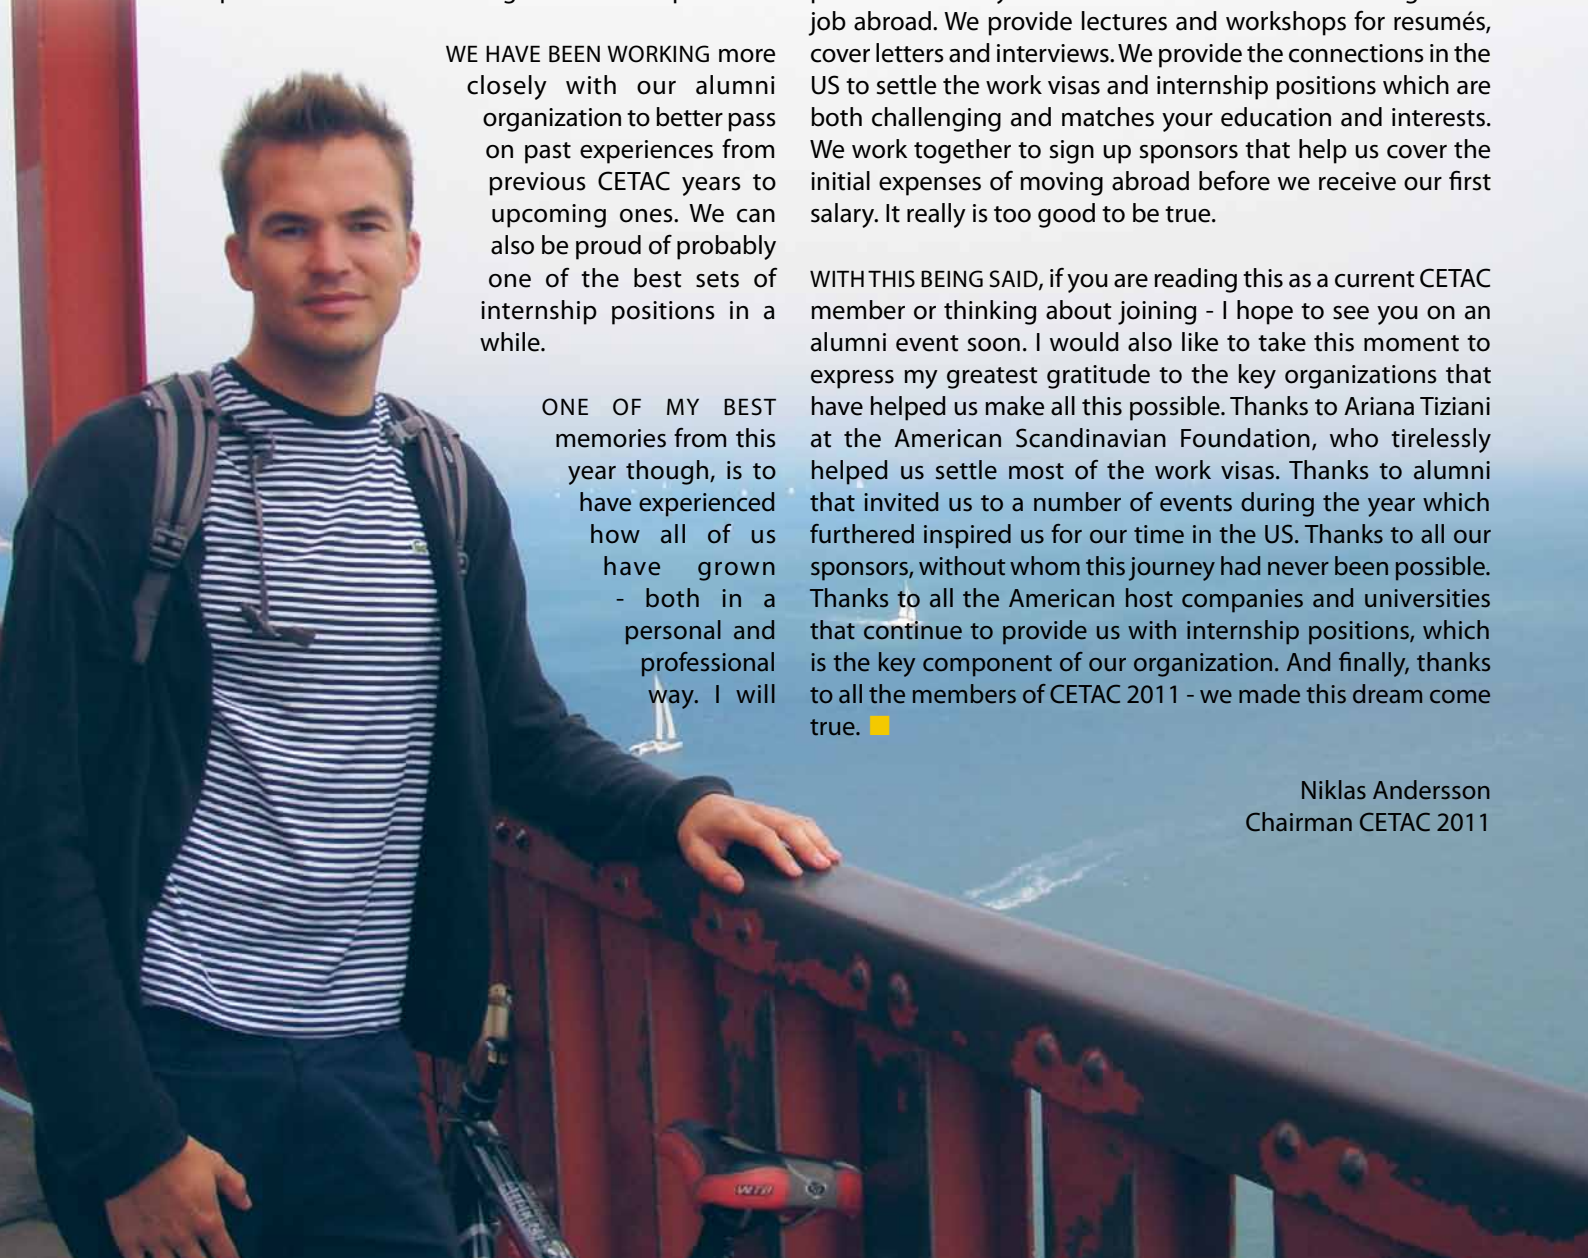 WE HAVE BEEN WORKING more
closely with our alumni
organization to better pass
on past experiences from
previous CETAC years to
upcoming ones. We can
also be proud of probably
one of the best sets of
internship positions in a
while.
ONE OF MY BEST
memories from this
year though, is to
have experienced
how all of us
have grown
- both in a
personal and
professional
way. I will
job abroad. We provide lectures and workshops for resumés,
cover letters and interviews. We provide the connections in the
US to settle the work visas and internship positions which are
both challenging and matches your education and interests.
We work together to sign up sponsors that help us cover the
initial expenses of moving abroad before we receive our first
salary. It really is too good to be true.
WITH THIS BEING SAID, if you are reading this as a current CETAC
member or thinking about joining - I hope to see you on an
alumni event soon. I would also like to take this moment to
express my greatest gratitude to the key organizations that
have helped us make all this possible. Thanks to Ariana Tiziani
at the American Scandinavian Foundation, who tirelessly
helped us settle most of the work visas. Thanks to alumni
that invited us to a number of events during the year which
furthered inspired us for our time in the US. Thanks to all our
sponsors, without whom this journey had never been possible.
Thanks to all the American host companies and universities
that continue to provide us with internship positions, which
is the key component of our organization. And finally, thanks
to all the members of CETAC 2011 - we made this dream come
true.
Niklas Andersson
Chairman CETAC 2011
WTB